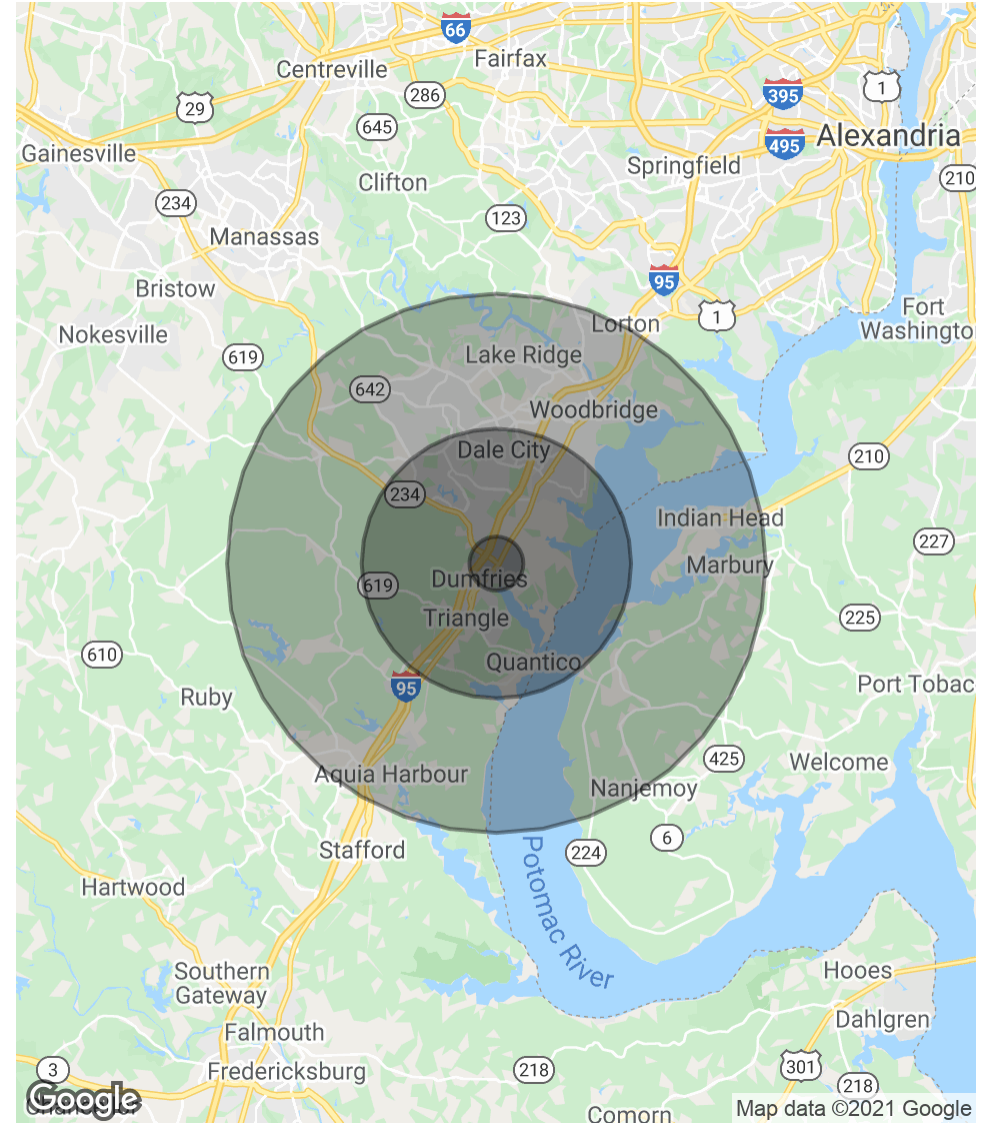 66
Fairfax
Centreville
286
395
1
29
645
495
Alexandria
Gainesville
Springfield
Clifton
210
234
123
Manassas
95
Bristow
Fort
Washingto
1
Lorton
Nokesville
619
Lake Ridge
642
Woodbridge
Dale City
210
234
Indian Head
227
Marbury
Dumfries
619
Triangle
225
610
Quantico
95
Ruby
Port Tobac
425
Welcome
Aquia Harbour
Nanjemoy
6
Stafford
224
Potomac River
Hartwood
Southern
Gateway
Hooes
Dahlgren
Falmouth
3
Fredericksburg
218
301
218
Google
Comorn
Map data ©2021 Google